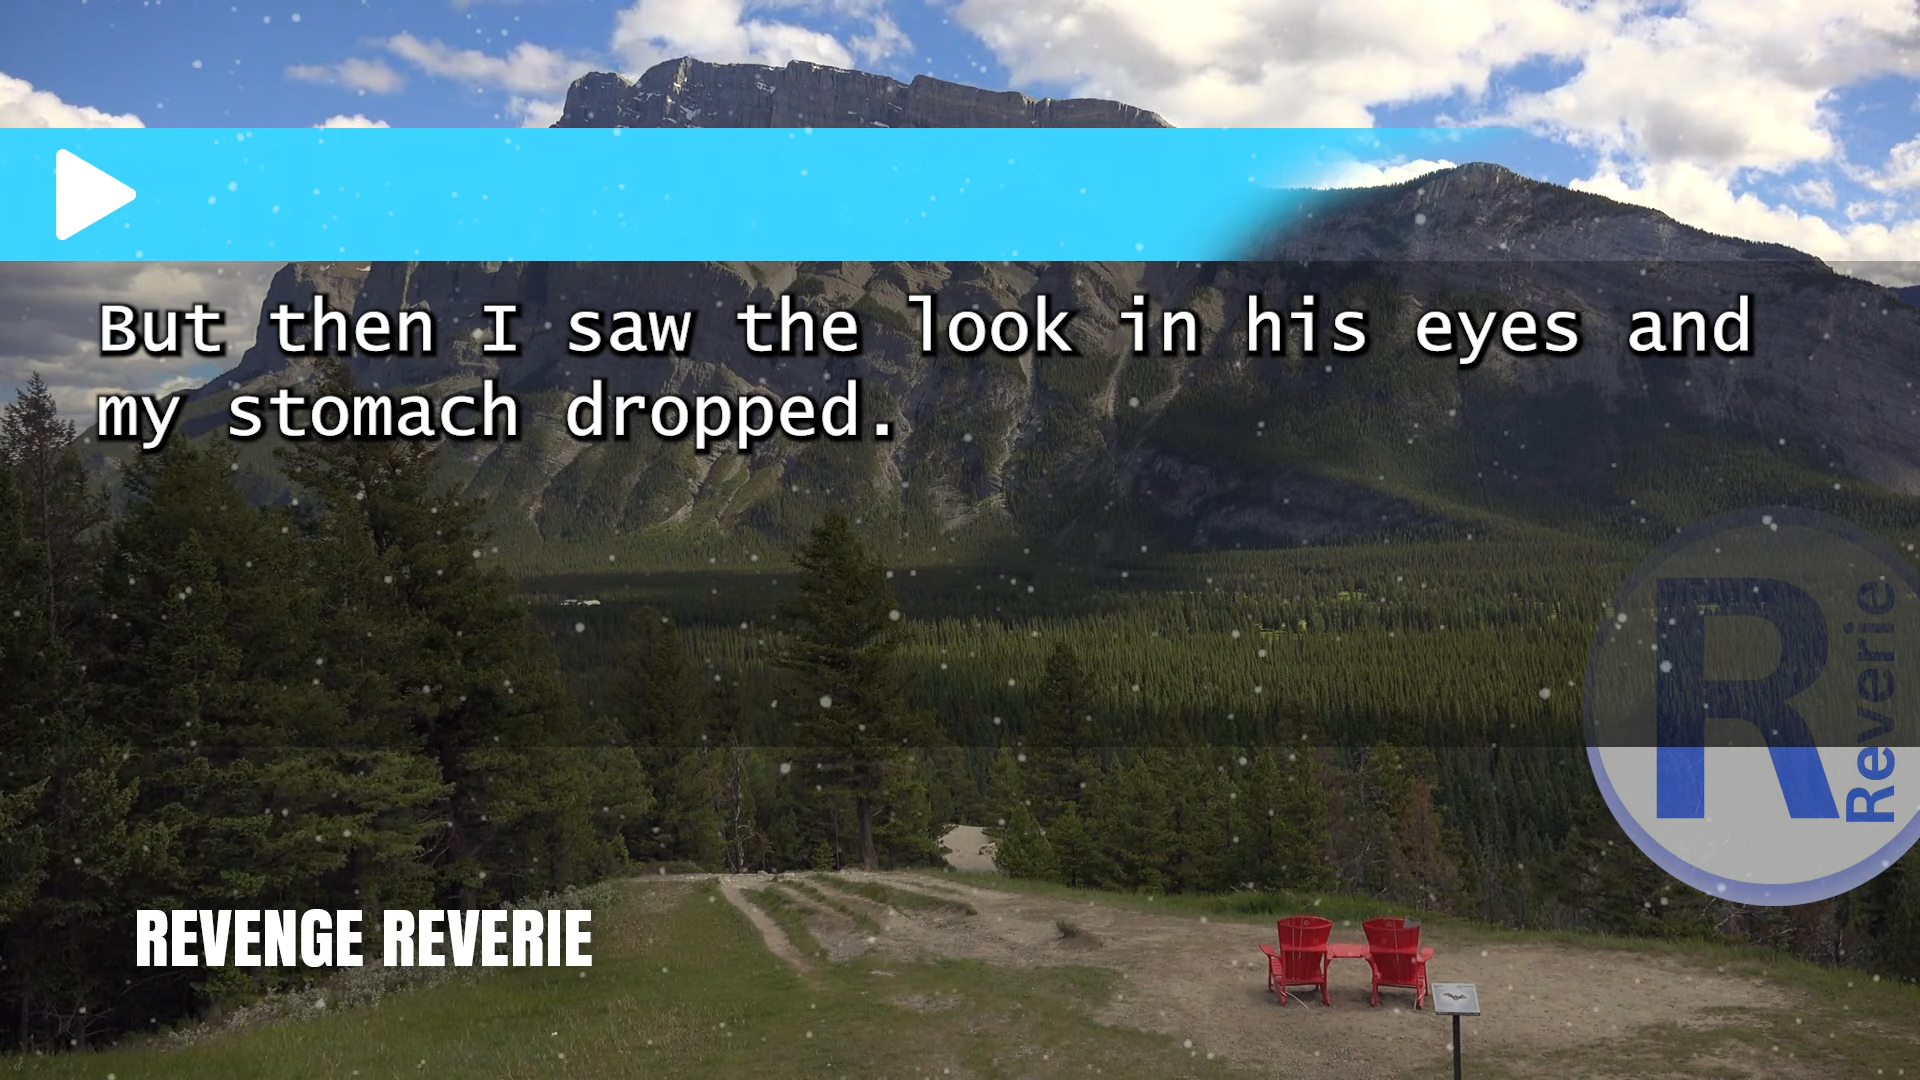 But then I saw the look in his eyes and
my stomach dropped.
R
Reverie
REVENGE REVERIE